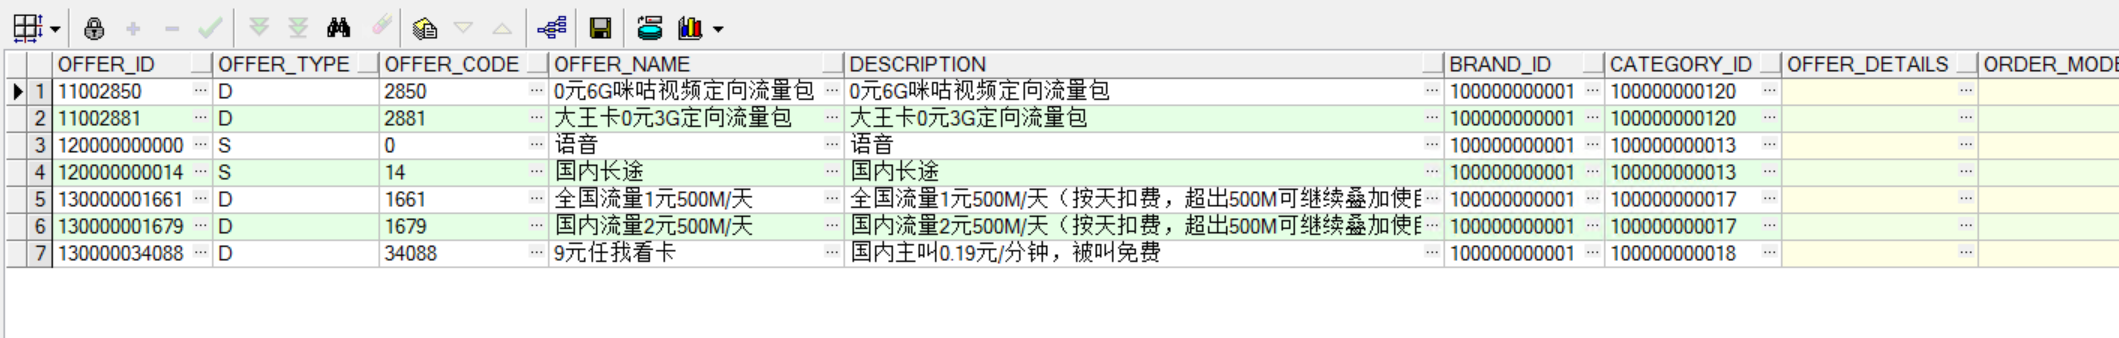 OFFER_ID OFFER_TYPE OFFER_CODE OFFER_NAME DESCRIPTION BRAND_ID CATEGORY_ID OFFER_DETAILS ORDER_MODE
1 11002850 ... D 2850 ... 0元6G咪咕视频定向流量包 ... 0元6G咪咕视频定向流量包 ... 100000000001 ... 100000000120 ... ...
2 11002881 ... D 2881 ... 大王卡0元3G定向流量包 ... 大王卡0元3G定向流量包 ... 100000000001 ... 100000000120 ... ...
3 120000000000 ... S 0 ... 语音 ... 语音 ... 100000000001 ... 100000000013 ... ...
4 120000000014 ... S 14 ... 国内长途 ... 国内长途 ... 100000000001 ... 100000000013 ... ...
5 130000001661 ... D 1661 ... 全国流量1元500M/天 ... 全国流量1元500M/天（按天扣费，超出500M可继续叠加使 ... 100000000001 ... 100000000017 ... ...
6 130000001679 ... D 1679 ... 国内流量2元500M/天 ... 国内流量2元500M/天（按天扣费，超出500M可继续叠加使 ... 100000000001 ... 100000000017 ... ...
7 130000034088 ... D 34088 ... 9元任我看卡 ... 国内主叫0.19元/分钟，被叫免费 ... 100000000001 ... 100000000018 ... ...